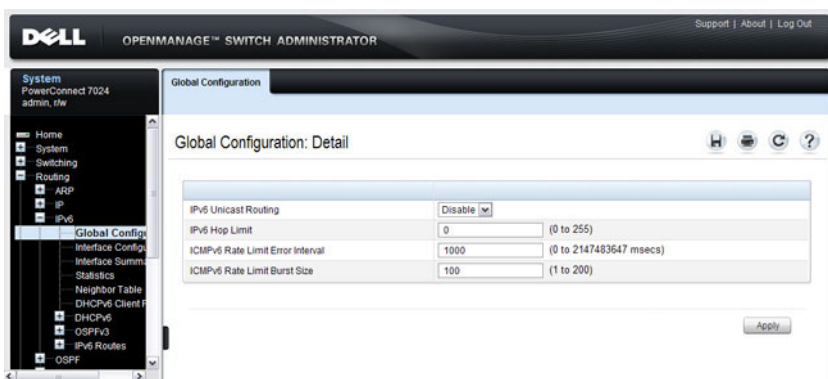 Support | About | Log Out
DELL OPENMANAGE™ SWITCH ADMINISTRATOR
System
PowerConnect 7024
admin, r/w
Home
System
Switching
Routing
ARP
IP
IPv6
Global Configu
Interface Configu
Interface Summa
Statistics
Neighbor Table
DHCPv6 Client P
DHCPv6
OSPFv3
IPv6 Routes
OSPF
Global Configuration
Global Configuration: Detail
IPv6 Unicast Routing Disable
IPv6 Hop Limit 0 (0 to 255)
ICMPv6 Rate Limit Error Interval 1000 (0 to 2147483647 msecs)
ICMPv6 Rate Limit Burst Size 100 (1 to 200)
Apply